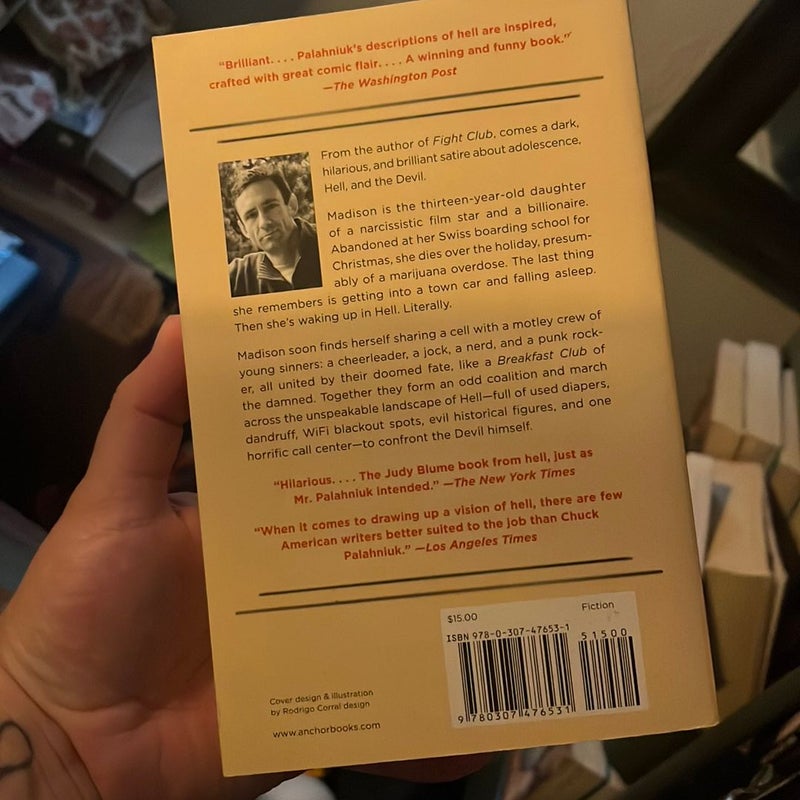 “Brilliant. . . . Palahniuk’s descriptions of hell are inspired,
crafted with great comic flair. . . . A winning and funny book.”
—The Washington Post
From the author of Fight Club, comes a dark,
hilarious, and brilliant satire about adolescence,
Hell, and the Devil.
Madison is the thirteen-year-old daughter
of a narcissistic film star and a billionaire.
Abandoned at her Swiss boarding school for
Christmas, she dies over the holiday, presum-
ably of a marijuana overdose. The last thing
she remembers is getting into a town car and falling asleep.
Then she’s waking up in Hell. Literally.
Madison soon finds herself sharing a cell with a motley crew of
young sinners: a cheerleader, a jock, a nerd, and a punk rock-
er, all united by their doomed fate, like a Breakfast Club of
the damned. Together they form an odd coalition and march
across the unspeakable landscape of Hell—full of used diapers,
dandruff, WiFi blackout spots, evil historical figures, and one
horrific call center—to confront the Devil himself.
“Hilarious. . . . The Judy Blume book from hell, just as
Mr. Palahniuk intended.” —The New York Times
“When it comes to drawing up a vision of hell, there are few
American writers better suited to the job than Chuck
Palahniuk.” —Los Angeles Times
$15.00 Fiction
ISBN 978-0-307-47653-1
51500
9 780307 476531
Cover design & illustration
by Rodrigo Corral design
www.anchorbooks.com